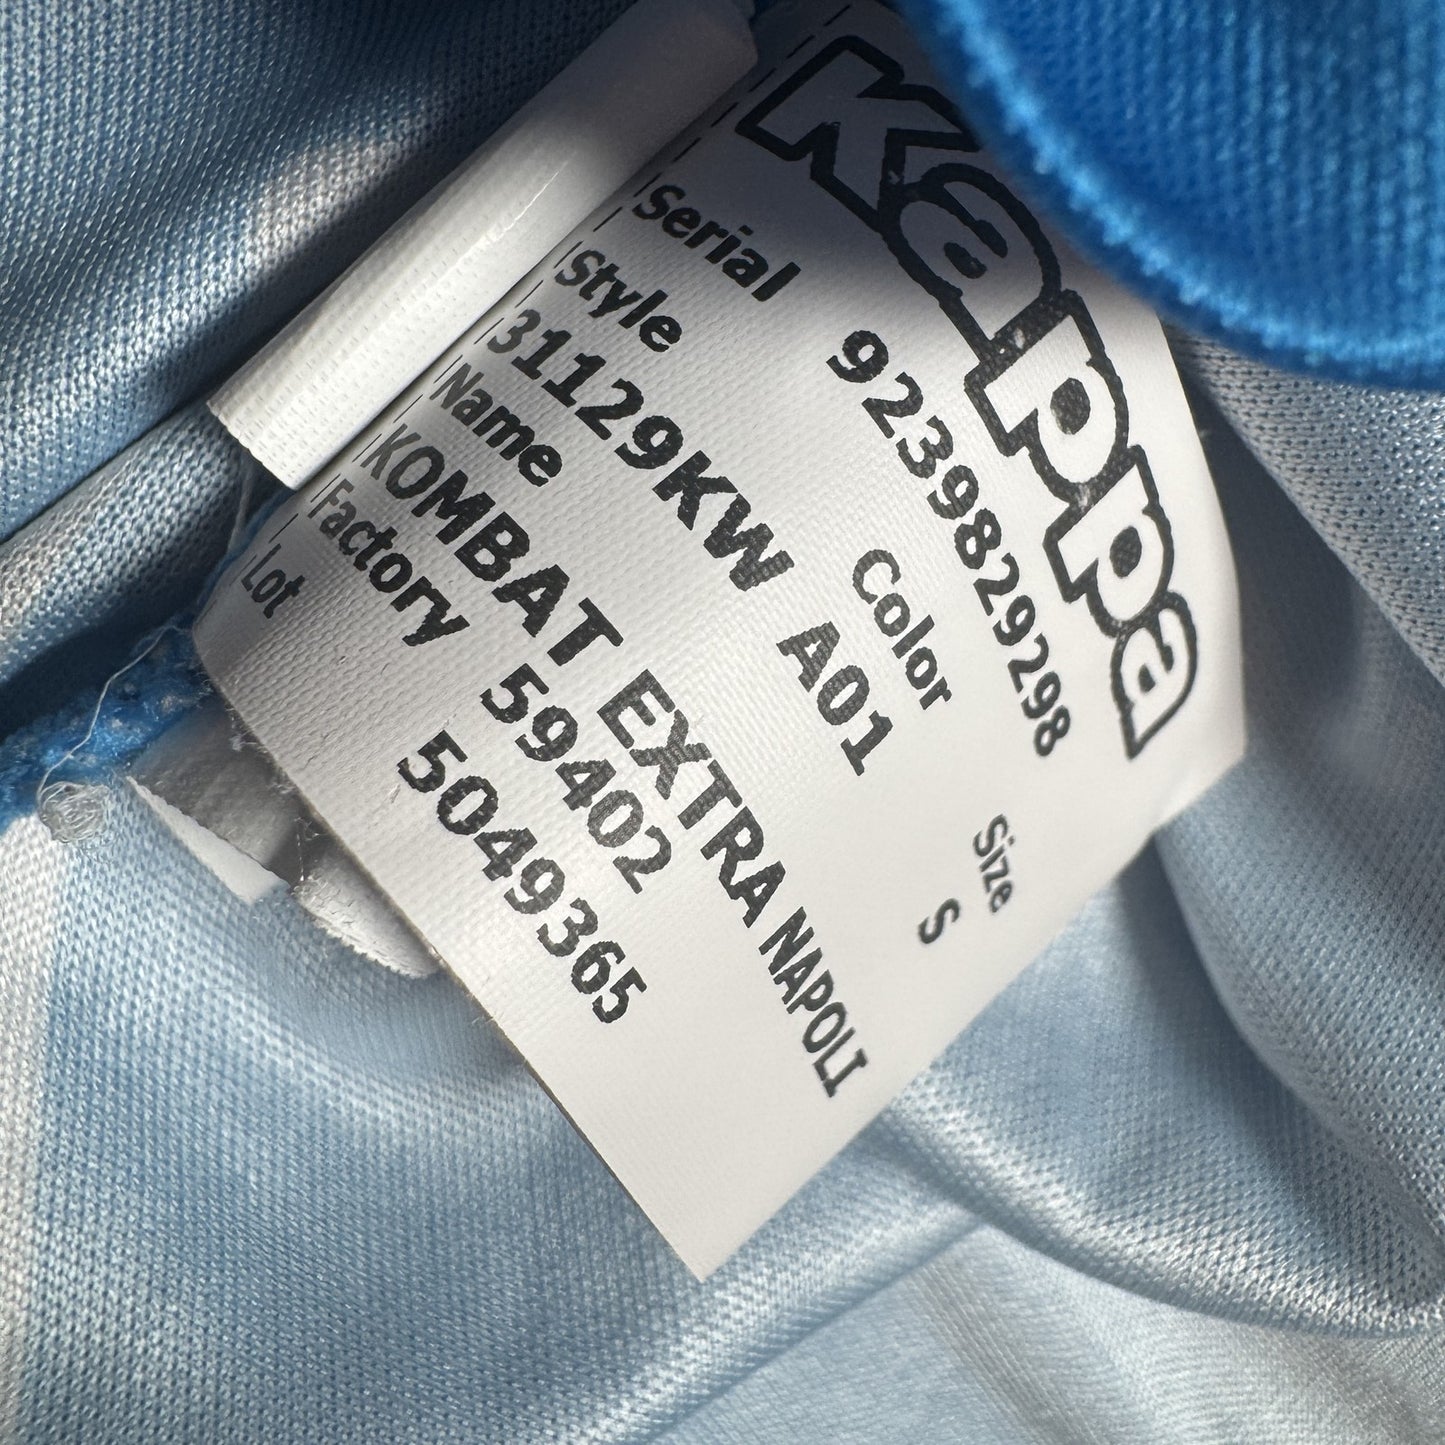 Kappa
Serial 9239829298
Style Color Size
31129KW A01 S
Name
KOMBAT EXTRA NAPOLI
Factory 59402
Lot 5049365